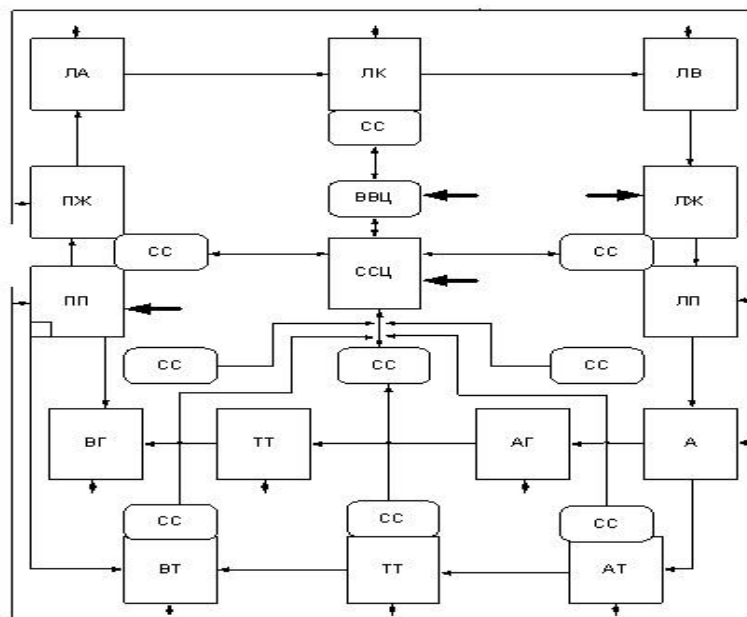 ЛА ЛК ЛВ
СС
ПЖ ВВЦ ЛЖ
СС ССЦ СС
ПП ЛП
СС СС СС
ВГ ТТ АГ А
СС СС СС
ВТ ТТ АТ